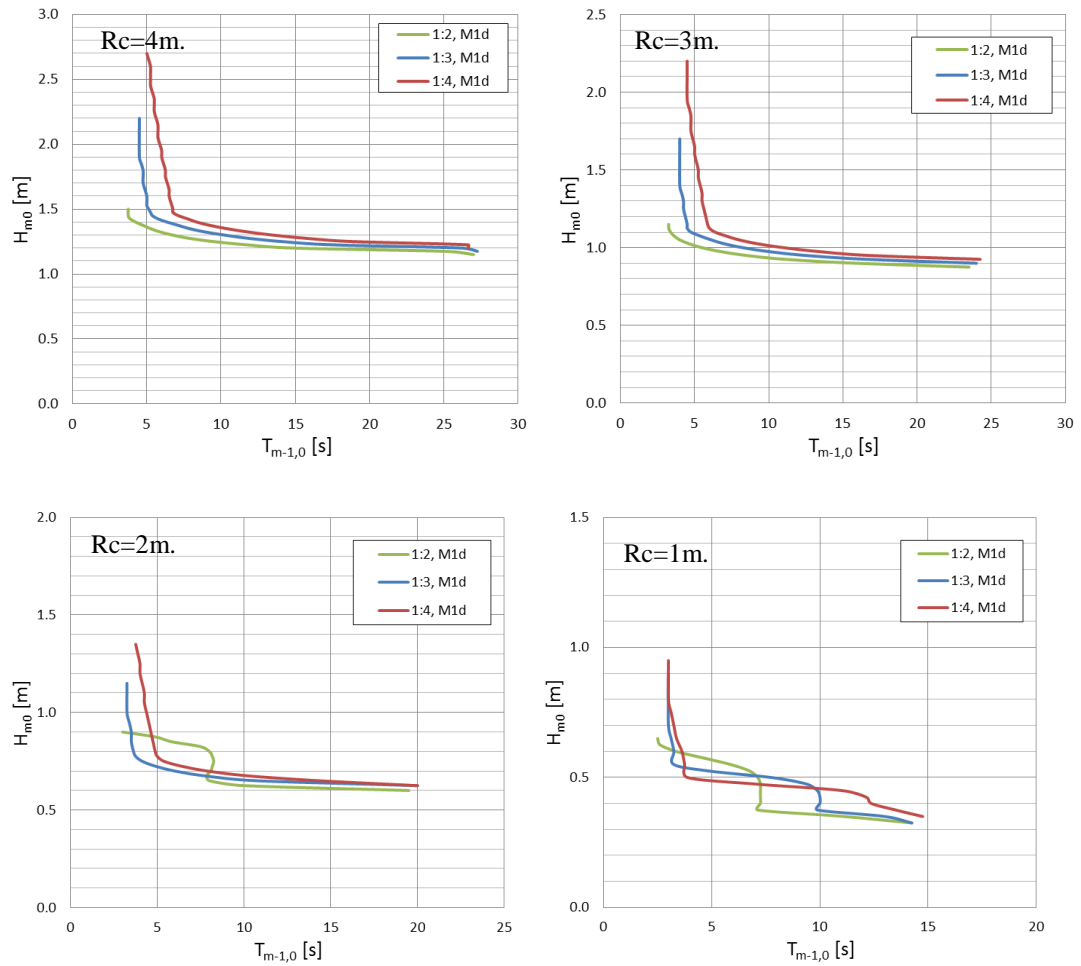 Rc=4m.
1:2, M1d
1:3, M1d
1:4, M1d
3.0
2.5
2.0
1.5
1.0
0.5
0.0
Hm0 [m]
0 5 10 15 20 25 30
Tm-1,0 [s]
Rc=3m.
1:2, M1d
1:3, M1d
1:4, M1d
2.5
2.0
1.5
1.0
0.5
0.0
Hm0 [m]
0 5 10 15 20 25 30
Tm-1,0 [s]
Rc=2m.
1:2, M1d
1:3, M1d
1:4, M1d
2.0
1.5
1.0
0.5
0.0
Hm0 [m]
0 5 10 15 20 25
Tm-1,0 [s]
Rc=1m.
1:2, M1d
1:3, M1d
1:4, M1d
1.5
1.0
0.5
0.0
Hm0 [m]
0 5 10 15 20
Tm-1,0 [s]